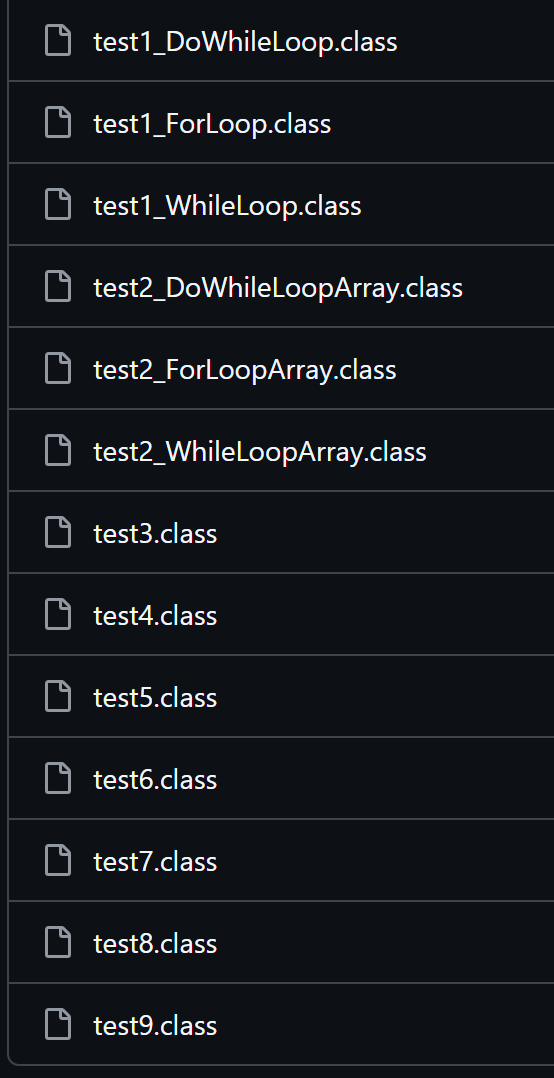 test1_DoWhileLoop.class
test1_ForLoop.class
test1_WhileLoop.class
test2_DoWhileLoopArray.class
test2_ForLoopArray.class
test2_WhileLoopArray.class
test3.class
test4.class
test5.class
test6.class
test7.class
test8.class
test9.class